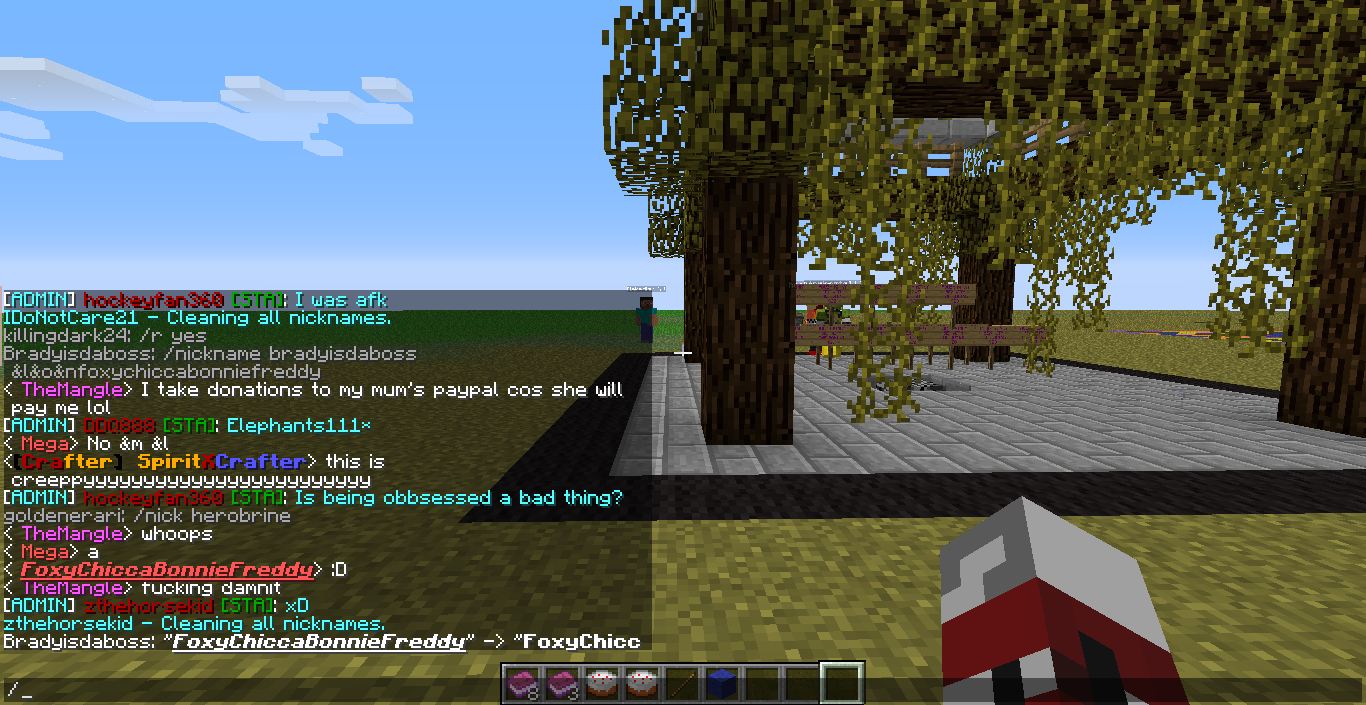 [ADMIN] hockeyfan360 [STA]: I was afk
IDoNotCare21 - Cleaning all nicknames.
killingdark24: /r yes
Bradyisdaboss: /nickname bradyisdaboss
&l&o&nfoxychiccabonniefreddy
< TheMangle> I take donations to my mum's paypal cos she will
pay me lol
[ADMIN] DDQ888 [STA]: Elephants111*
< Mega> No &m &l
<[Crafter] SpiritXCrafter> this is
creeppyyyyyyyyyyyyyyyyyyyyyyyyyy
[ADMIN] hockeyfan360 [STA]: Is being obbsessed a bad thing?
goldenerari: /nick herobrine
< TheMangle> whoops
< Mega> a
< FoxyChiccaBonnieFreddy> :D
< TheMangle> fucking damnit
[ADMIN] zthehorsekid [STA]: xD
zthehorsekid - Cleaning all nicknames.
Bradyisdaboss: "FoxyChiccaBonnieFreddy" -> "FoxyChicc
/_